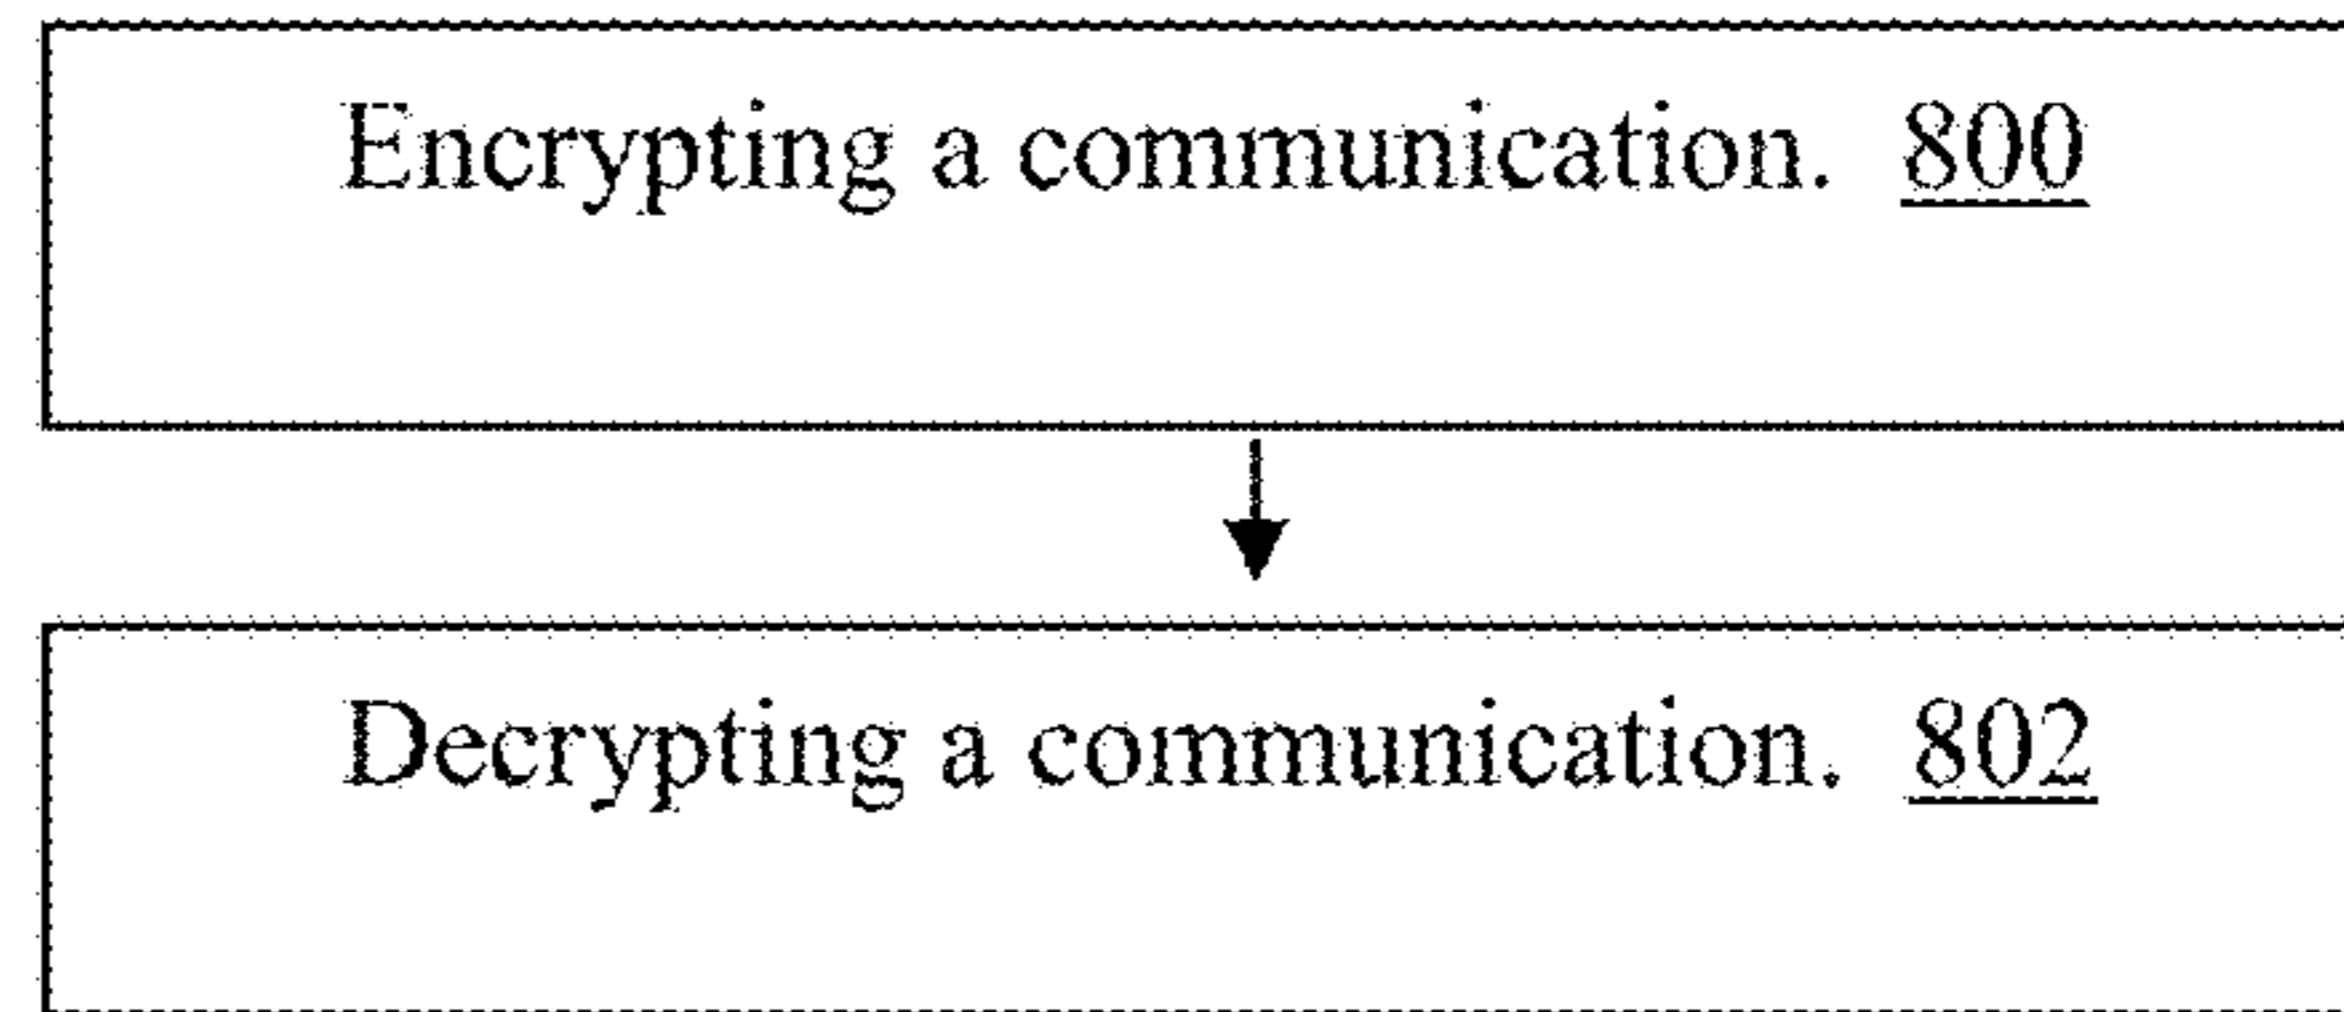 Encrypting a communication. 800
Decrypting a communication. 802